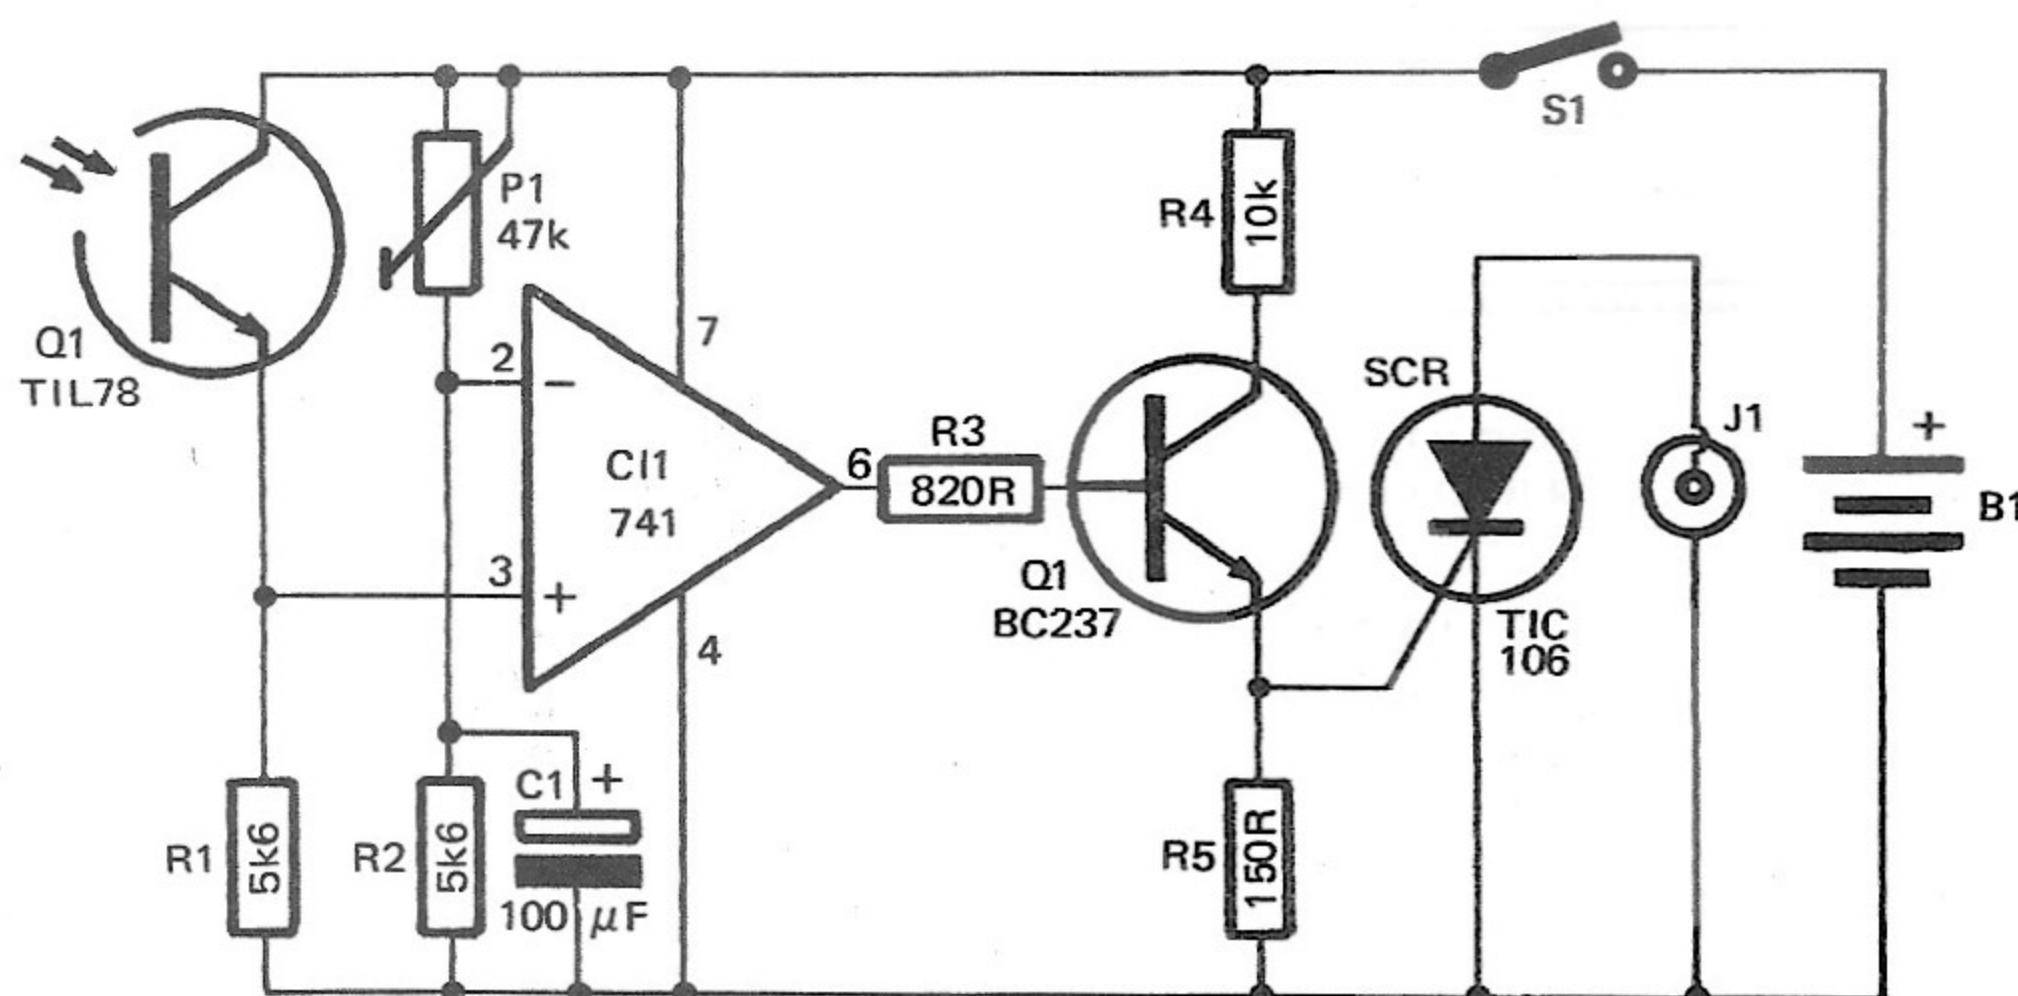 S1
P1
47k
R4
10k
Q1
TIL78
2
−
7
SCR
J1
+
CI1
741
6
R3
820R
B1
3
+
Q1
BC237
4
TIC
106
C1
+
R1
5k6
R2
5k6
100 μF
R5
150R